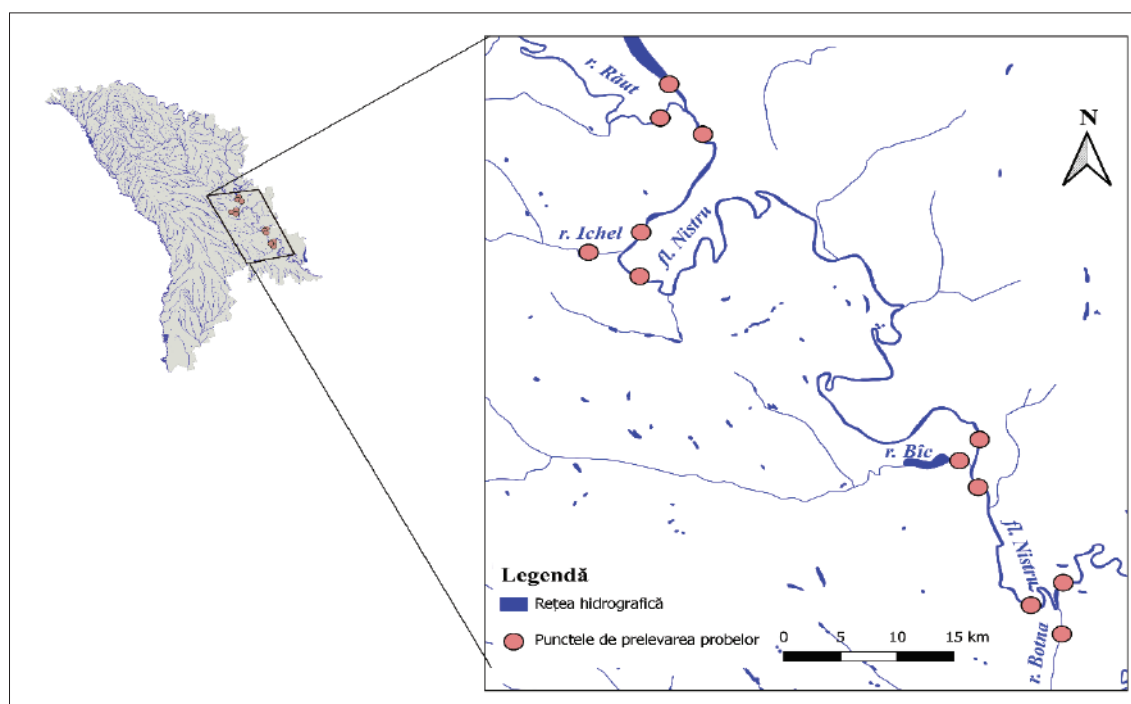 r. Răut
N
r. Ichel
fl. Nistru
r. Bîc
fl. Nistru
Legendă
Rețea hidrografică
Punctele de prelevarea probelor
0 5 10 15 km
r. Botna